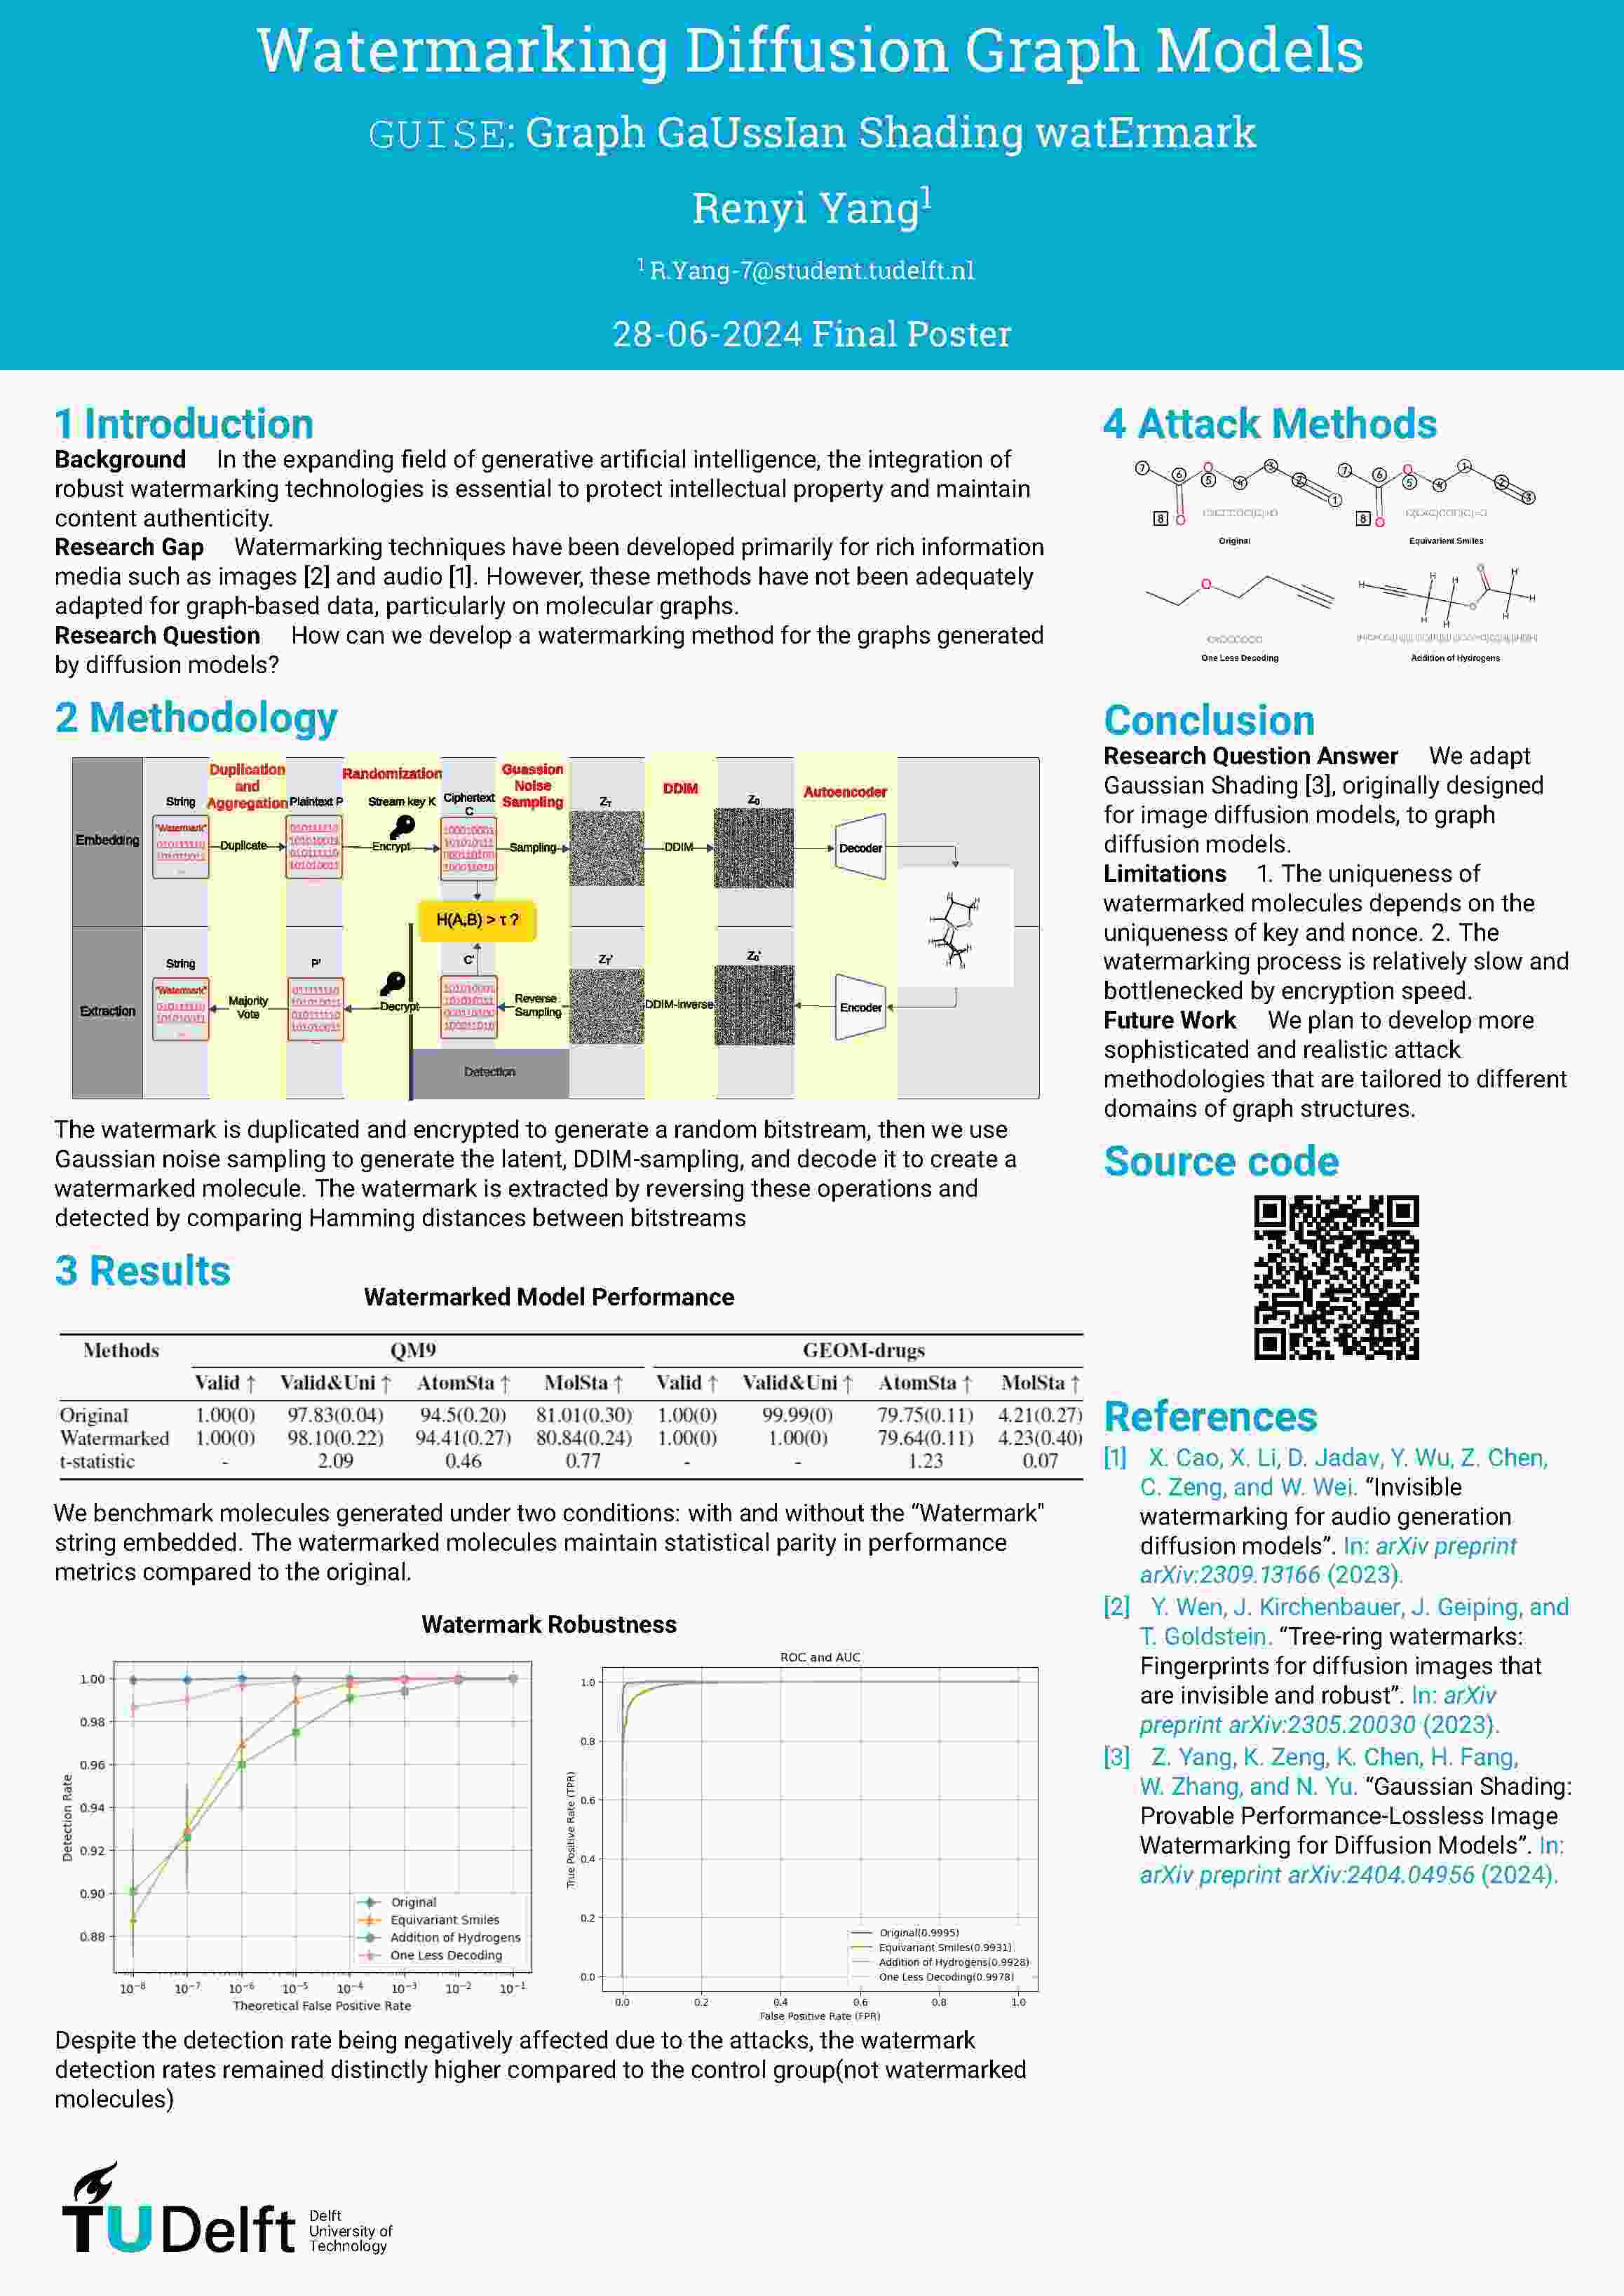 Watermarking Diffusion Graph Models
GUISE: Graph GaUssIan Shading watErmark
Renyi Yang1
1 R.Yang-7@student.tudelft.nl
28-06-2024 Final Poster
1 Introduction
Background In the expanding field of generative artificial intelligence, the integration of
robust watermarking technologies is essential to protect intellectual property and maintain
content authenticity.
Research Gap Watermarking techniques have been developed primarily for rich information
media such as images [2] and audio [1]. However, these methods have not been adequately
adapted for graph-based data, particularly on molecular graphs.
Research Question How can we develop a watermarking method for the graphs generated
by diffusion models?
2 Methodology
Duplication
and
Aggregation
Randomization
Guassion
Noise
Sampling
DDIM
Autoencoder
String
Plaintext P
Stream key K
Ciphertext
C
ZT
Z0
Embedding
"Watermark"
Duplicate
Encrypt
Sampling
DDIM
Decoder
H(A,B) > τ ?
String
P'
C'
ZT'
Z0'
Extraction
"Watermark"
Majority
Vote
Decrypt
Reverse
Sampling
DDIM-inverse
Encoder
Detection
The watermark is duplicated and encrypted to generate a random bitstream, then we use
Gaussian noise sampling to generate the latent, DDIM-sampling, and decode it to create a
watermarked molecule. The watermark is extracted by reversing these operations and
detected by comparing Hamming distances between bitstreams
3 Results
Watermarked Model Performance
Methods QM9 GEOM-drugs
Valid ↑ Valid&Uni ↑ AtomSta ↑ MolSta ↑ Valid ↑ Valid&Uni ↑ AtomSta ↑ MolSta ↑
Original 1.00(0) 97.83(0.04) 94.5(0.20) 81.01(0.30) 1.00(0) 99.99(0) 79.75(0.11) 4.21(0.27)
Watermarked 1.00(0) 98.10(0.22) 94.41(0.27) 80.84(0.24) 1.00(0) 1.00(0) 79.64(0.11) 4.23(0.40)
t-statistic - 2.09 0.46 0.77 - - 1.23 0.07
We benchmark molecules generated under two conditions: with and without the “Watermark"
string embedded. The watermarked molecules maintain statistical parity in performance
metrics compared to the original.
Watermark Robustness
Detection Rate
1.00
0.98
0.96
0.94
0.92
0.90
0.88
10−8 10−7 10−6 10−5 10−4 10−3 10−2 10−1
Theoretical False Positive Rate
Original
Equivariant Smiles
Addition of Hydrogens
One Less Decoding
ROC and AUC
True Positive Rate (TPR)
1.0
0.8
0.6
0.4
0.2
0.0
0.0 0.2 0.4 0.6 0.8 1.0
False Positive Rate (FPR)
Original(0.9995)
Equivariant Smiles(0.9931)
Addition of Hydrogens(0.9928)
One Less Decoding(0.9978)
Despite the detection rate being negatively affected due to the attacks, the watermark
detection rates remained distinctly higher compared to the control group(not watermarked
molecules)
TU Delft
Delft
University of
Technology
4 Attack Methods
Original
Equivariant Smiles
One Less Decoding
Addition of Hydrogens
Conclusion
Research Question Answer We adapt
Gaussian Shading [3], originally designed
for image diffusion models, to graph
diffusion models.
Limitations 1. The uniqueness of
watermarked molecules depends on the
uniqueness of key and nonce. 2. The
watermarking process is relatively slow and
bottlenecked by encryption speed.
Future Work We plan to develop more
sophisticated and realistic attack
methodologies that are tailored to different
domains of graph structures.
Source code
References
[1] X. Cao, X. Li, D. Jadav, Y. Wu, Z. Chen,
C. Zeng, and W. Wei. “Invisible
watermarking for audio generation
diffusion models”. In: arXiv preprint
arXiv:2309.13166 (2023).
[2] Y. Wen, J. Kirchenbauer, J. Geiping, and
T. Goldstein. “Tree-ring watermarks:
Fingerprints for diffusion images that
are invisible and robust”. In: arXiv
preprint arXiv:2305.20030 (2023).
[3] Z. Yang, K. Zeng, K. Chen, H. Fang,
W. Zhang, and N. Yu. “Gaussian Shading:
Provable Performance-Lossless Image
Watermarking for Diffusion Models”. In:
arXiv preprint arXiv:2404.04956 (2024).